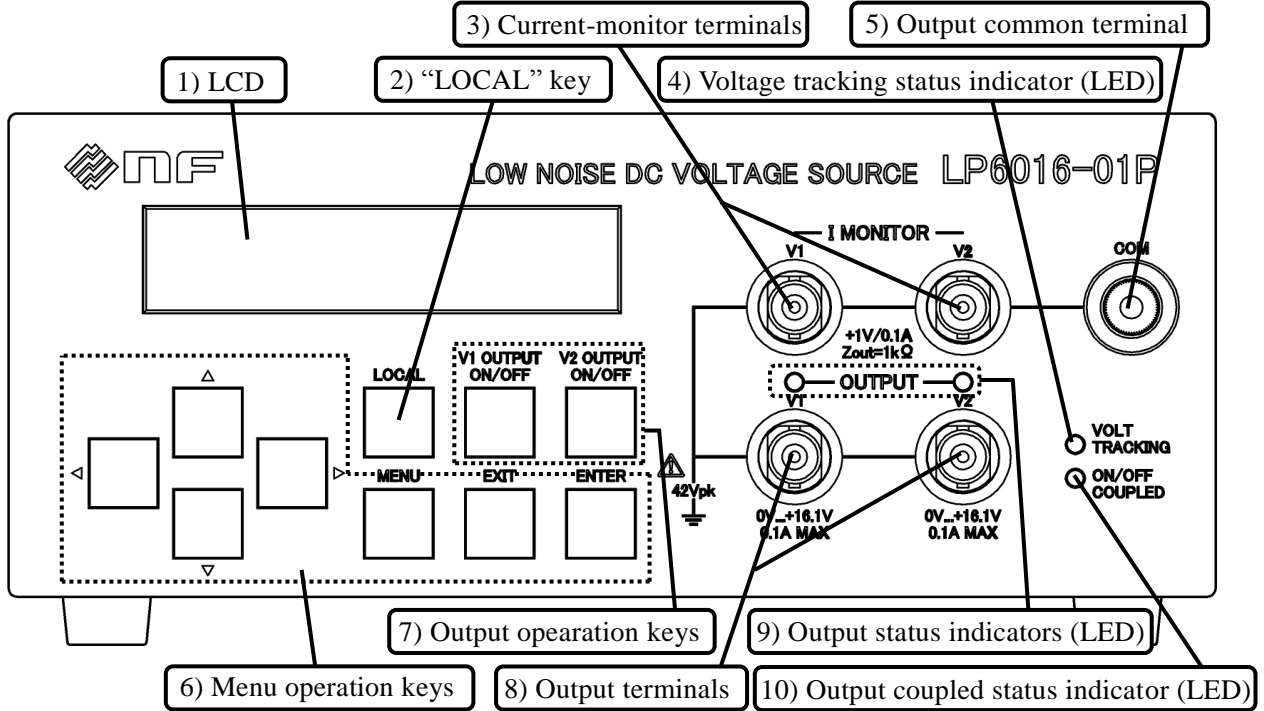 3) Current-monitor terminals
5) Output common terminal
1) LCD
2) “LOCAL” key
4) Voltage tracking status indicator (LED)
NF
LOW NOISE DC VOLTAGE SOURCE LP6016-01P
I MONITOR
V1
V2
COM
+1V/0.1A
Zout=1kΩ
V1 OUTPUT
ON/OFF
V2 OUTPUT
ON/OFF
LOCAL
OUTPUT
V1
V2
VOLT
TRACKING
MENU
EXIT
ENTER
42Vpk
ON/OFF
COUPLED
0V...+16.1V
0.1A MAX
0V...+16.1V
0.1A MAX
7) Output opearation keys
9) Output status indicators (LED)
6) Menu operation keys
8) Output terminals
10) Output coupled status indicator (LED)